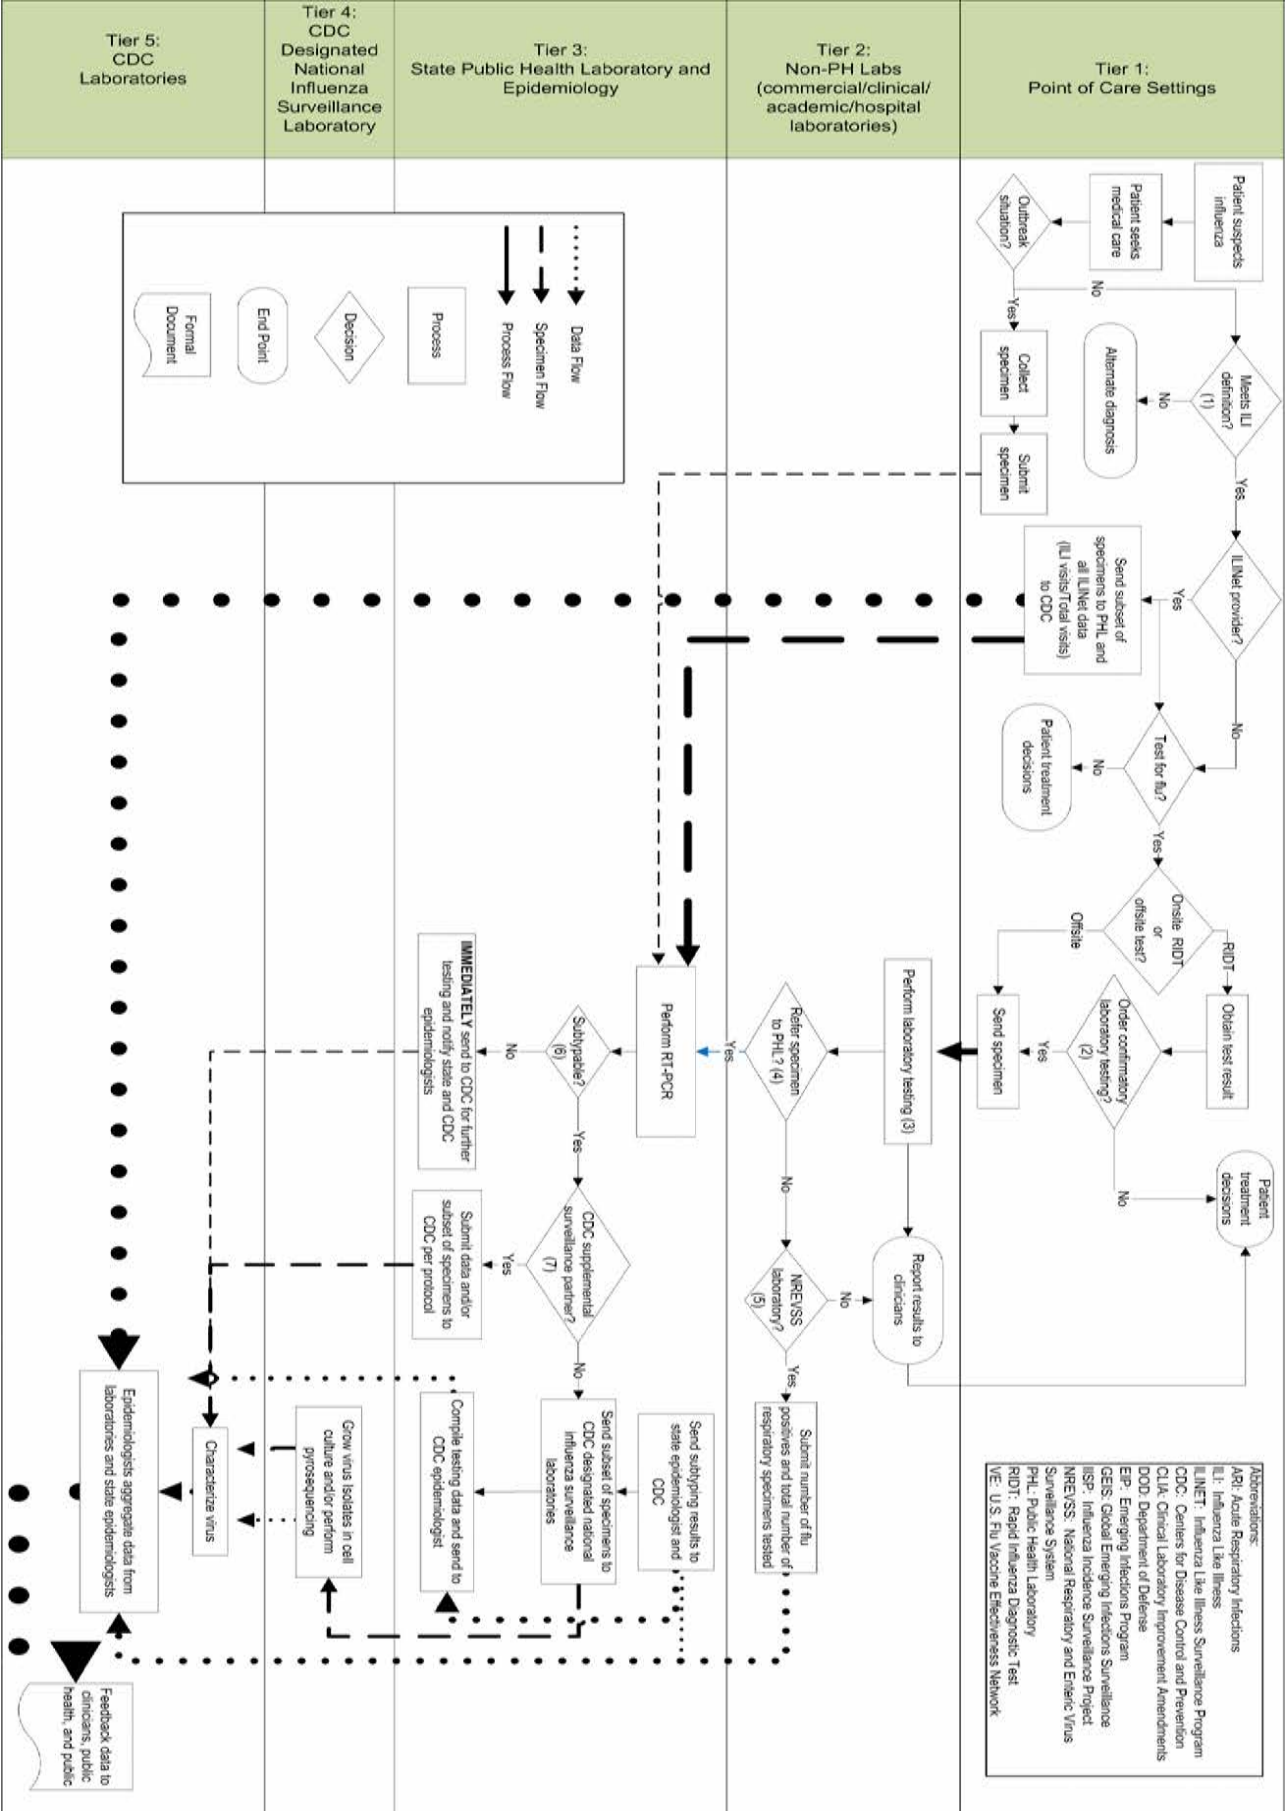 Tier 1:
Point of Care Settings
Tier 2:
Non-PH Labs
(commercial/clinical/
academic/hospital
laboratories)
Tier 3:
State Public Health Laboratory and
Epidemiology
Tier 4:
CDC
Designated
National
Influenza
Surveillance
Laboratory
Tier 5:
CDC
Laboratories
Patient suspects
influenza
Patient seeks
medical care
Outbreak
situation?
No
Yes
Meets ILI
definition?
(1)
No
Alternate diagnosis
Yes
Collect
specimen
Submit
specimen
ILINet provider?
Yes
No
Send subset of
specimens to PHL and
all ILINet data
(ILI visits/Total visits)
to CDC
Test for flu?
No
Patient treatment
decisions
Yes
Onsite RIDT
or
offsite test?
RIDT
Offsite
Obtain test result
Order confirmatory
laboratory testing?
(2)
Yes
No
Send specimen
Patient
treatment
decisions
Abbreviations:
ARI: Acute Respiratory Infections
ILI: Influenza Like Illness
ILINET: Influenza Like Illness Surveillance Program
CDC: Centers for Disease Control and Prevention
CLIA: Clinical Laboratory Improvement Amendments
DOD: Department of Defense
EIP: Emerging Infections Program
GEIS: Global Emerging Infections Surveillance
IISP: Influenza Incidence Surveillance Project
NREVSS: National Respiratory and Enteric Virus
Surveillance System
PHL: Public Health Laboratory
RIDT: Rapid Influenza Diagnostic Test
VE: U.S. Flu Vaccine Effectiveness Network
Perform laboratory testing (3)
Report results to
clinicians
Refer specimen
to PHL? (4)
Yes
No
NREVSS
laboratory?
(5)
No
Yes
Submit number of flu
positives and total number of
respiratory specimens tested
Perform RT-PCR
Subtypable?
(6)
No
Yes
IMMEDIATELY send to CDC for further
testing and notify state and CDC
epidemiologists
CDC supplemental
surveillance partner?
(7)
Yes
No
Submit data and/or
subset of specimens to
CDC per protocol
Send subtyping results to
state epidemiologist and
CDC
Send subset of specimens to
CDC designated national
influenza surveillance
laboratories
Compile testing data and send to
CDC epidemiologist
Grow virus isolates in cell
culture and/or perform
pyrosequencing
Characterize virus
Epidemiologists aggregate data from
laboratories and state epidemiologists
Feedback data to
clinicians, public
health, and public
Data Flow
Specimen Flow
Process Flow
Process
Decision
End Point
Formal
Document